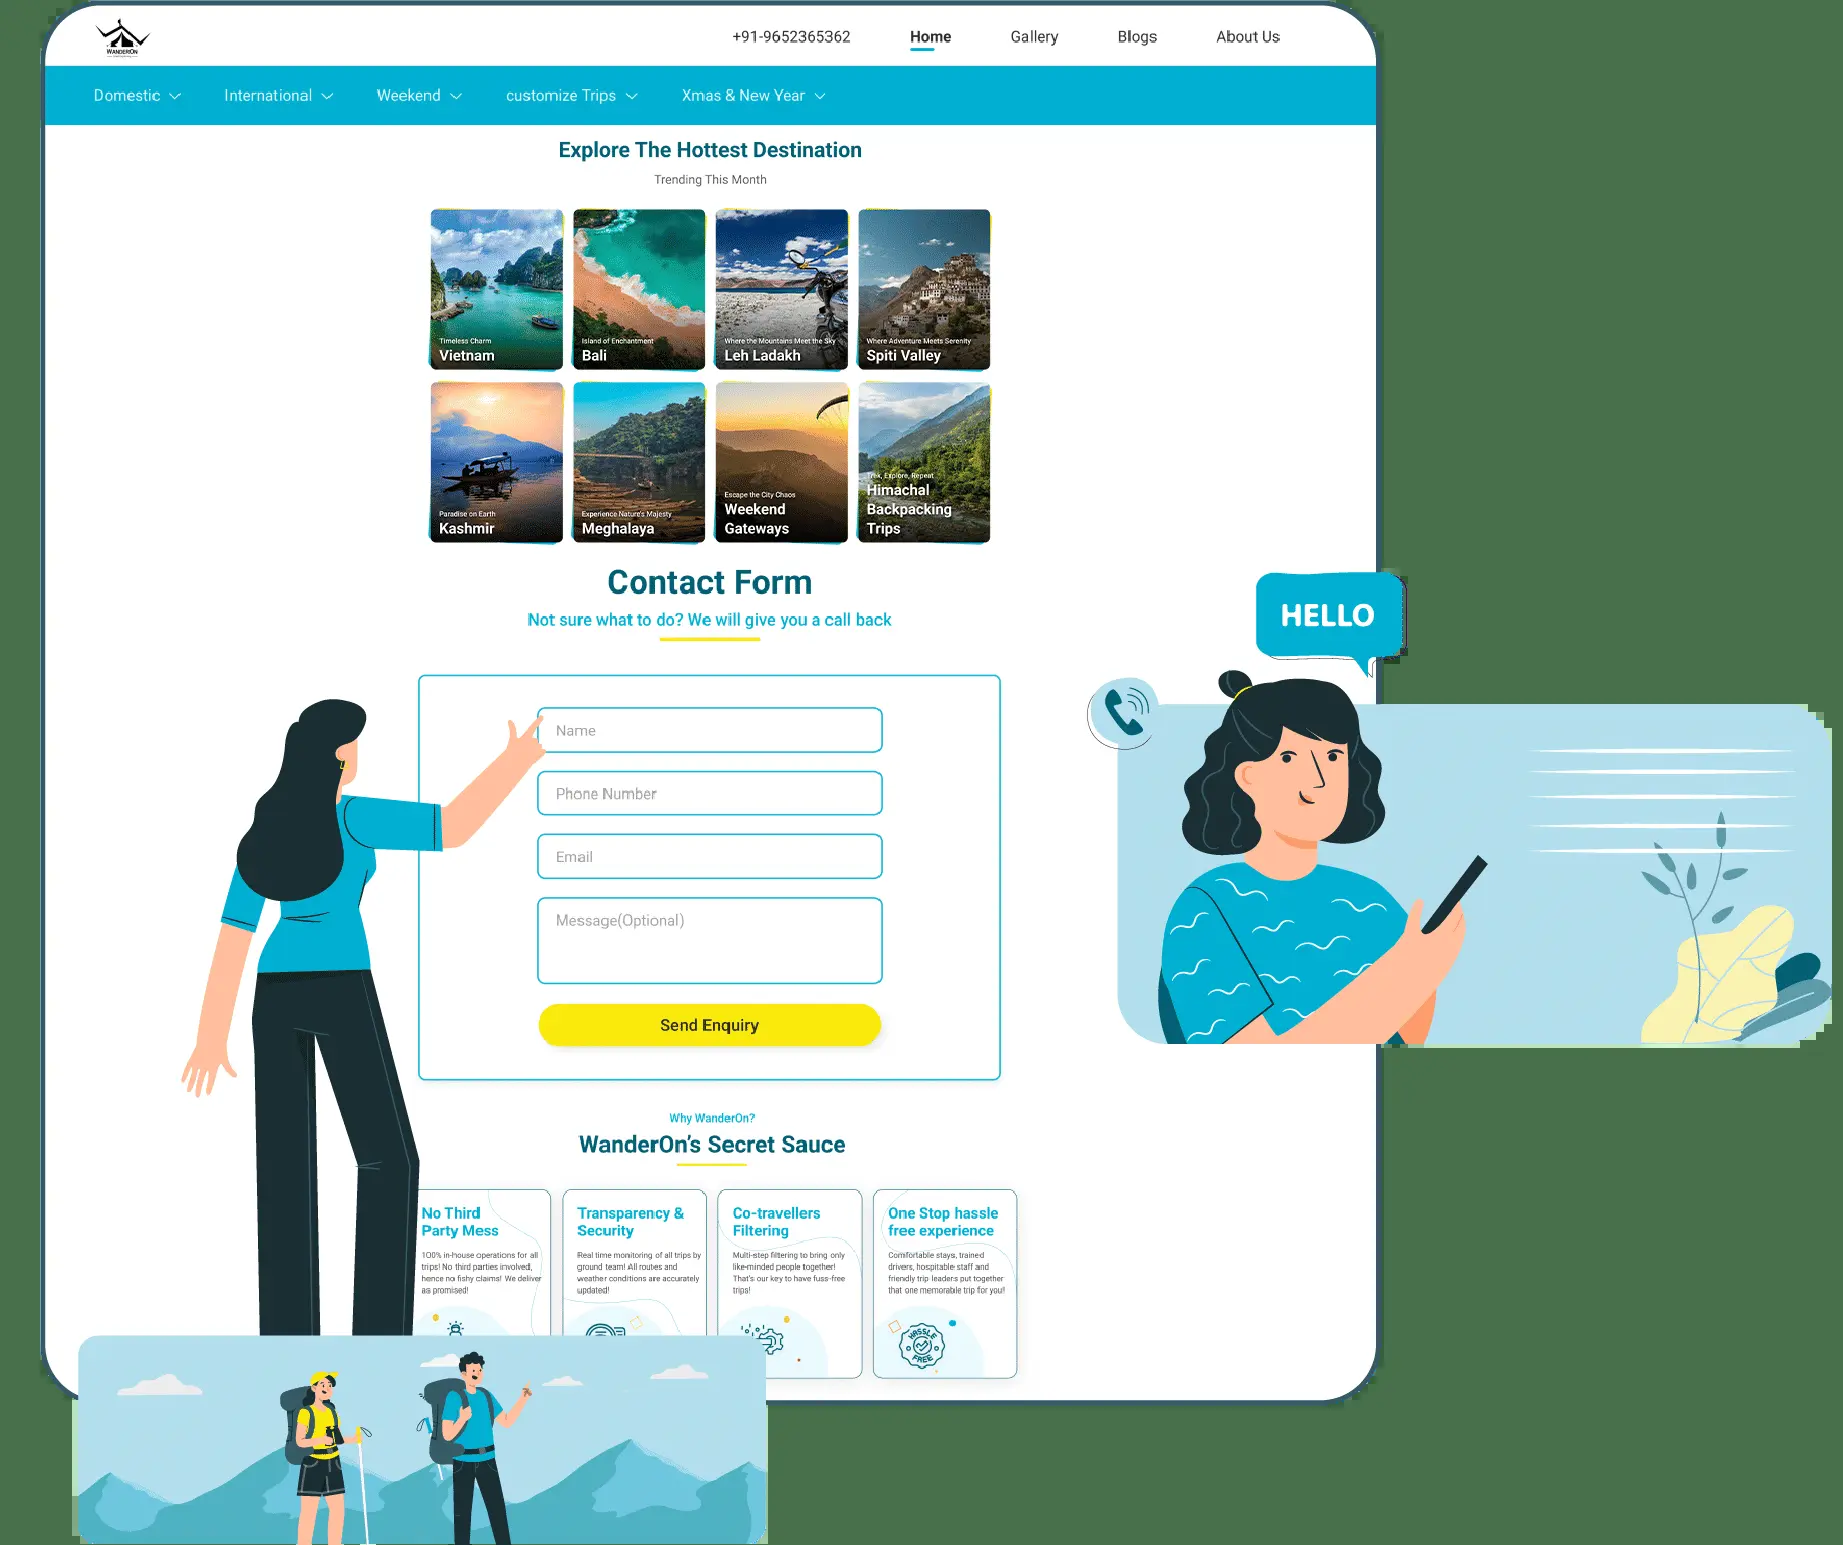 WANDERON
+91-9652365362
Home
Gallery
Blogs
About Us
Domestic
International
Weekend
customize Trips
Xmas & New Year
Explore The Hottest Destination
Trending This Month
Timeless Charm
Vietnam
Island of Enchantment
Bali
Where the Mountains Meet the Sky
Leh Ladakh
Where Adventure Meets Serenity
Spiti Valley
Paradise on Earth
Kashmir
Experience Nature's Majesty
Meghalaya
Escape the City Chaos
Weekend
Gateways
Trek, Explore, Repeat
Himachal
Backpacking
Trips
Contact Form
Not sure what to do? We will give you a call back
HELLO
Name
Phone Number
Email
Message(Optional)
Send Enquiry
Why WanderOn?
WanderOn's Secret Sauce
No Third
Party Mess
100% in-house operations for all
trips! No third parties involved,
hence no fishy claims! We deliver
as promised!
Transparency &
Security
Real time monitoring of all trips by
ground team! All routes and
weather conditions are accurately
updated!
Co-travellers
Filtering
Multi-step filtering to bring only
like-minded people together!
That's our key to have fuss-free
trips!
One Stop hassle
free experience
Comfortable stays, trained
drivers, hospitable staff and
friendly trip leaders put together
that one memorable trip for you!
HASSLE
FREE